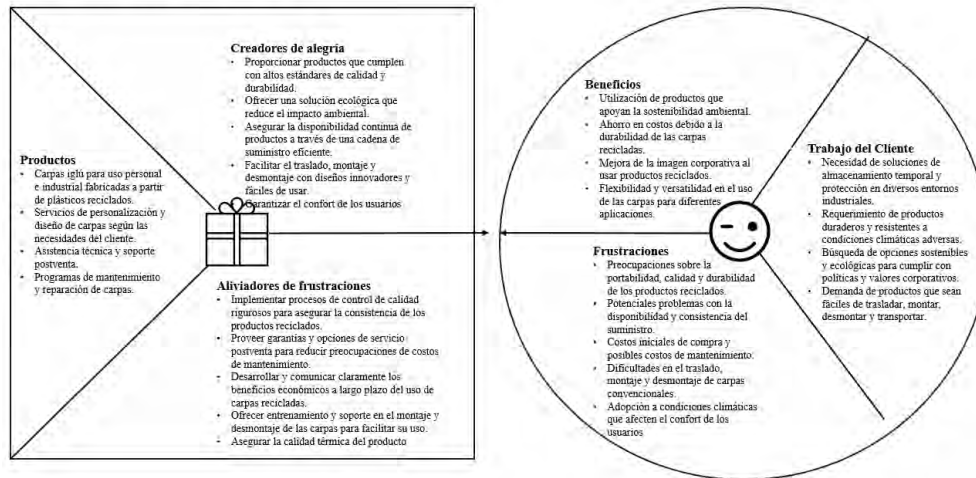 Creadores de alegría
• Proporcionar productos que cumplen
con altos estándares de calidad y
durabilidad.
• Ofrecer una solución ecológica que
reduce el impacto ambiental.
• Asegurar la disponibilidad continua de
productos a través de una cadena de
suministro eficiente.
• Facilitar el traslado, montaje y
desmontaje con diseños innovadores y
fáciles de usar.
• Garantizar el confort de los usuarios
Productos
• Carpas iglú para uso personal
e industrial fabricadas a partir
de plásticos reciclados.
• Servicios de personalización y
diseño de carpas según las
necesidades del cliente.
• Asistencia técnica y soporte
postventa.
• Programas de mantenimiento
y reparación de carpas.
Aliviadores de frustraciones
• Implementar procesos de control de calidad
rigurosos para asegurar la consistencia de los
productos reciclados.
• Proveer garantías y opciones de servicio
postventa para reducir preocupaciones de costos
de mantenimiento.
• Desarrollar y comunicar claramente los
beneficios económicos a largo plazo del uso de
carpas recicladas.
• Ofrecer entrenamiento y soporte en el montaje y
desmontaje de las carpas para facilitar su uso.
• Asegurar la calidad térmica del producto
Beneficios
• Utilización de productos que
apoyan la sostenibilidad ambiental.
• Ahorro en costos debido a la
durabilidad de las carpas
recicladas.
• Mejora de la imagen corporativa al
usar productos reciclados.
• Flexibilidad y versatilidad en el uso
de las carpas para diferentes
aplicaciones.
Trabajo del Cliente
• Necesidad de soluciones de
almacenamiento temporal y
protección en diversos entornos
industriales.
• Requerimiento de productos
duraderos y resistentes a
condiciones climáticas adversas.
• Búsqueda de opciones sostenibles
y ecológicas para cumplir con
políticas y valores corporativos.
• Demanda de productos que sean
fáciles de trasladar, montar,
desmontar y transportar.
Frustraciones
• Preocupaciones sobre la
portabilidad, calidad y durabilidad
de los productos reciclados.
• Potenciales problemas con la
disponibilidad y consistencia del
suministro.
• Costos iniciales de compra y
posibles costos de mantenimiento.
• Dificultades en el traslado,
montaje y desmontaje de carpas
convencionales.
• Adopción a condiciones climáticas
que afecten el confort de los
usuarios